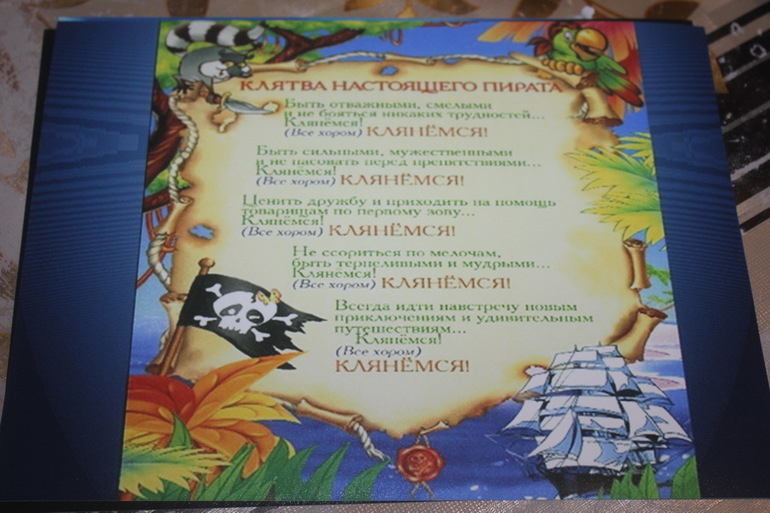 КЛЯТВА НАСТОЯЩЕГО ПИРАТА
Быть отважными, смелыми
и не бояться никаких трудностей...
Клянёмся!
(Все хором) КЛЯНЁМСЯ!
Быть сильными, мужественными
и не пасовать перед препятствиями...
Клянёмся!
(Все хором) КЛЯНЁМСЯ!
Ценить дружбу и приходить на помощь
товарищам по первому зову...
Клянёмся!
(Все хором) КЛЯНЁМСЯ!
Не ссориться по мелочам,
быть терпеливыми и мудрыми...
Клянёмся!
(Все хором) КЛЯНЁМСЯ!
Всегда идти навстречу новым
приключениям и удивительным
путешествиям...
Клянёмся!
(Все хором)
КЛЯНЁМСЯ!